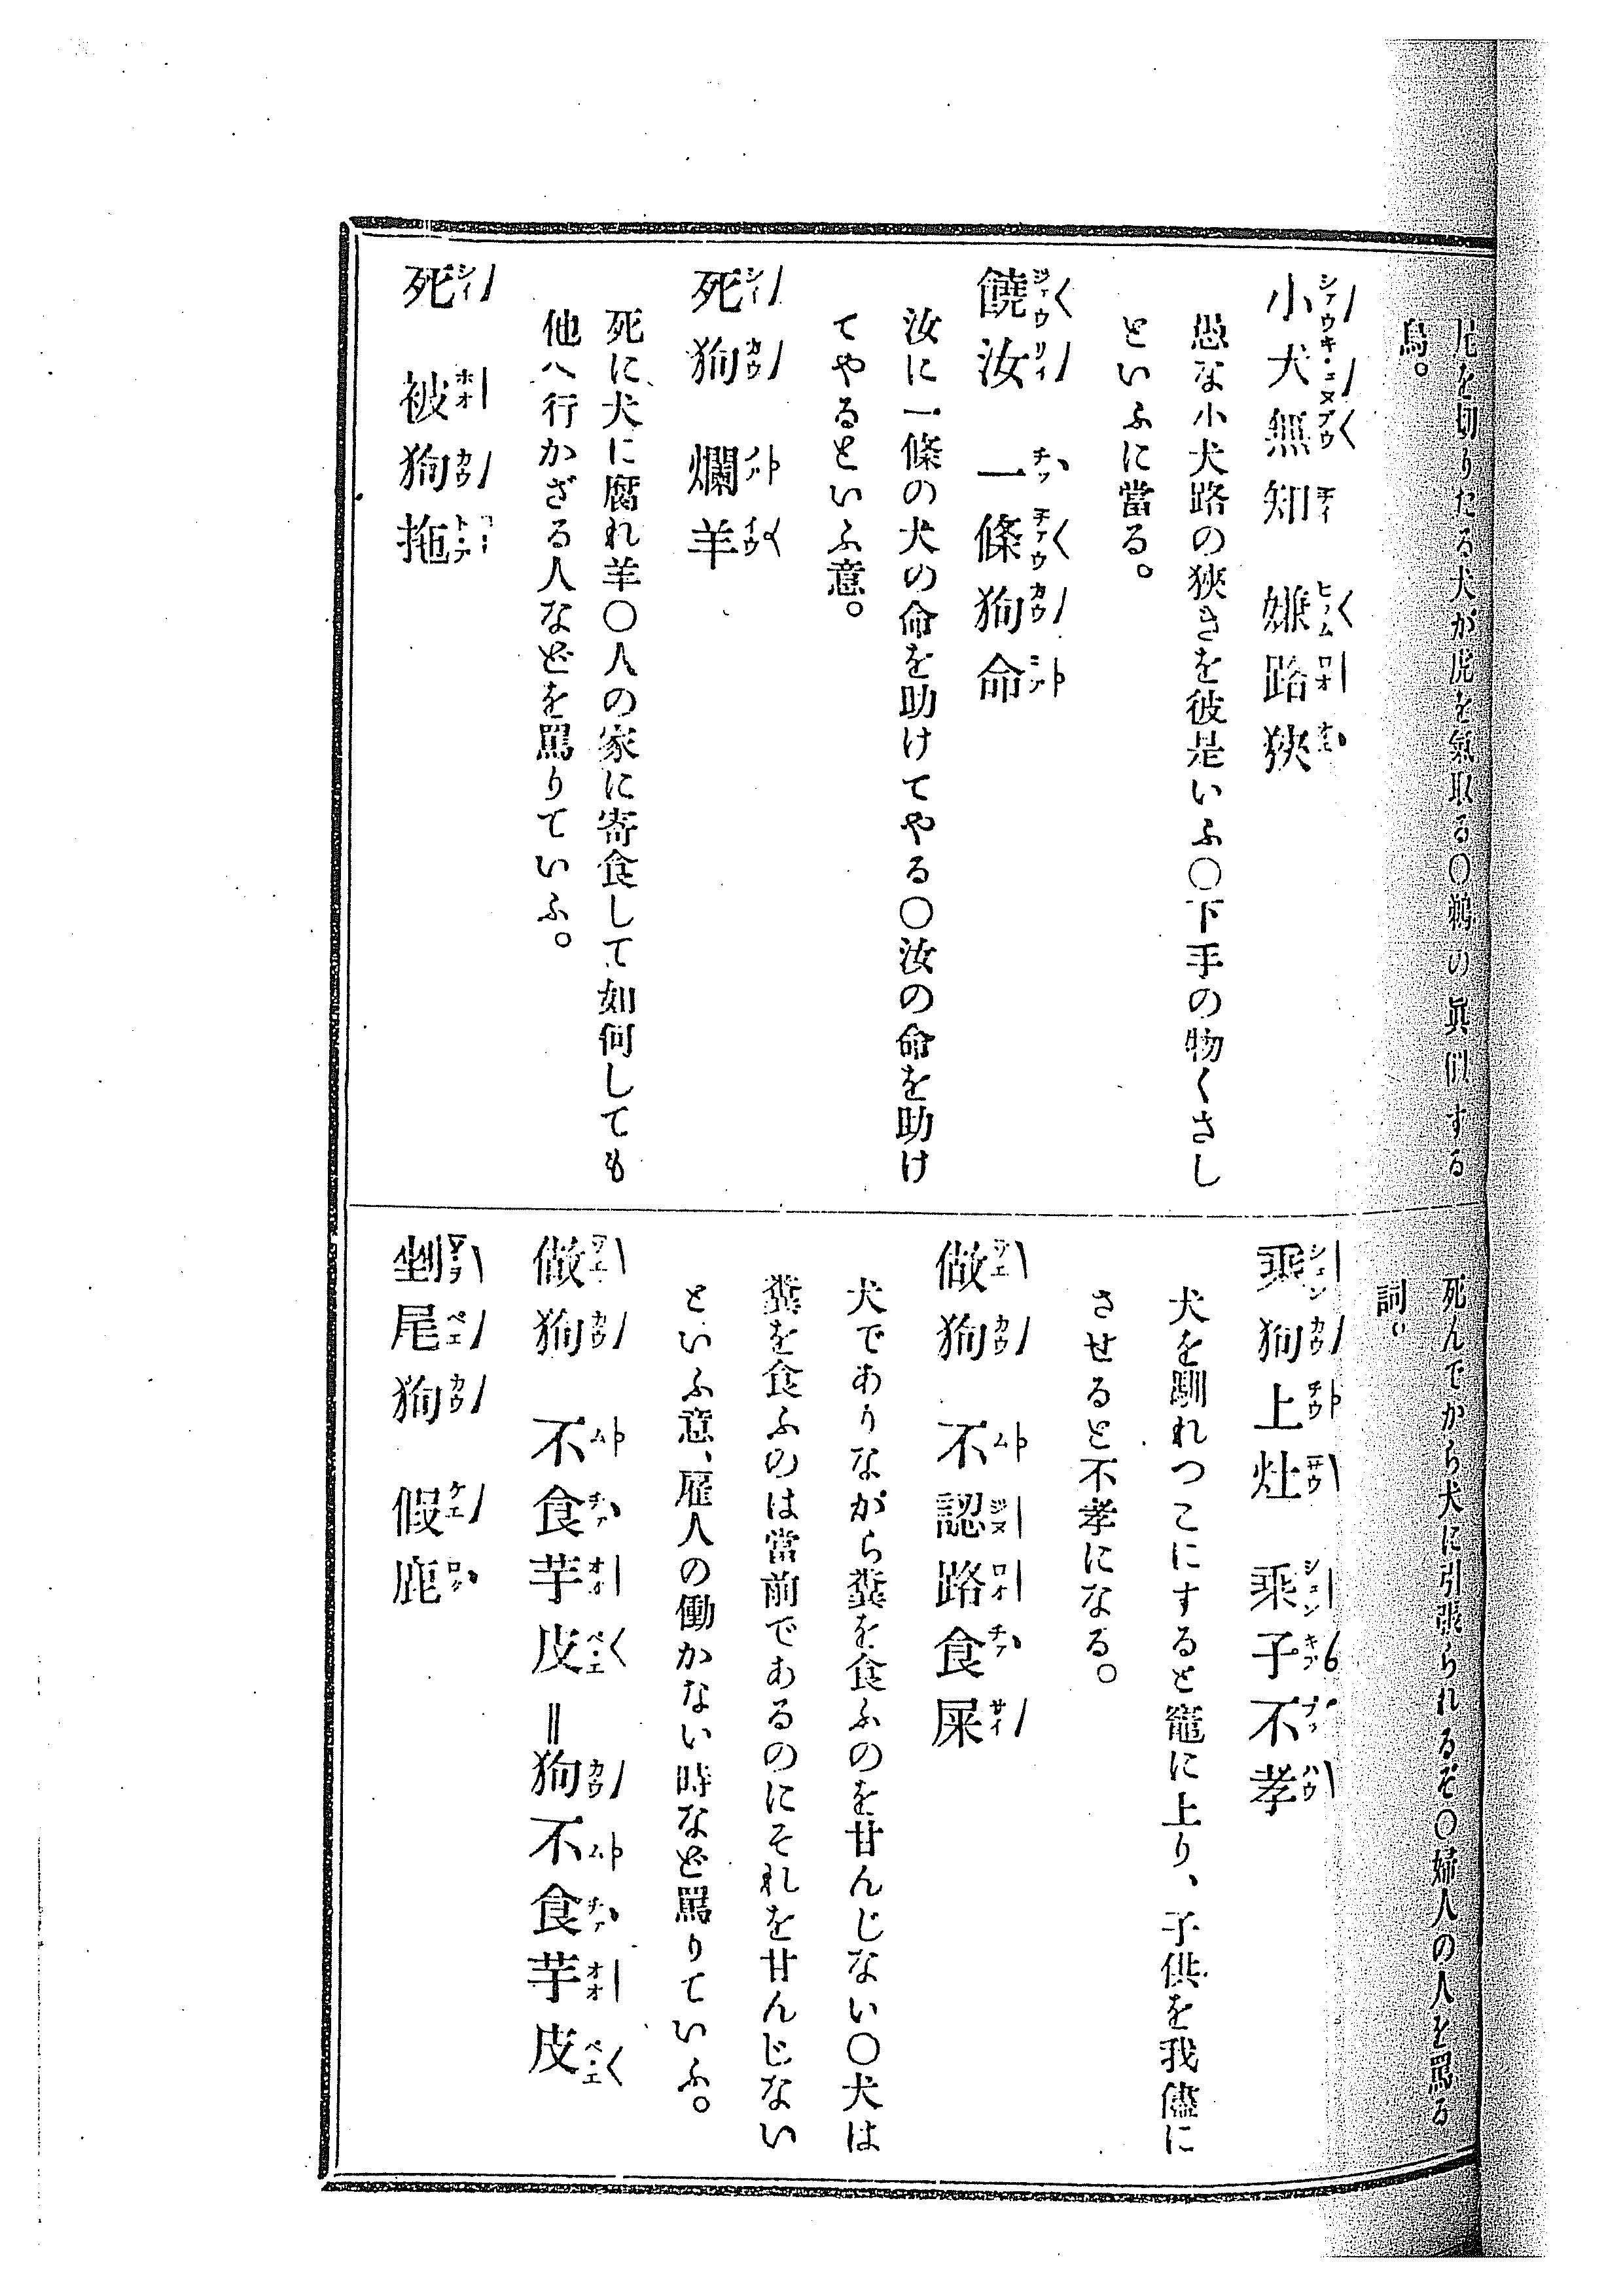 尾を切りたる犬が虎を氣取る〇鵜の眞似する
烏。
小犬無知 嫌路狹
愚な小犬路の狹きを彼是いふ〇下手の物くさし
といふに當る。
饒汝 一條狗命
汝に一條の犬の命を助けてやる〇汝の命を助け
てやるといふ意。
死狗 爛羊
死に犬に腐れ羊〇人の家に寄食して如何しても
他へ行かざる人などを罵りていふ。
死 被狗拖
死んでから犬に引張られるぞ〇婦人の人を罵る
詞。
乘狗上灶 乘子不孝
犬を馴れつこにすると竈に上り、子供を我儘に
させると不孝になる。
做狗 不認路食屎
犬でありながら糞を食ふのを甘んじない〇犬は
糞を食ふのは當前であるのにそれを甘んじない
といふ意、雇人の働かない時など罵りていふ。
做狗 不食芋皮=狗不食芋皮
剉尾狗 假鹿